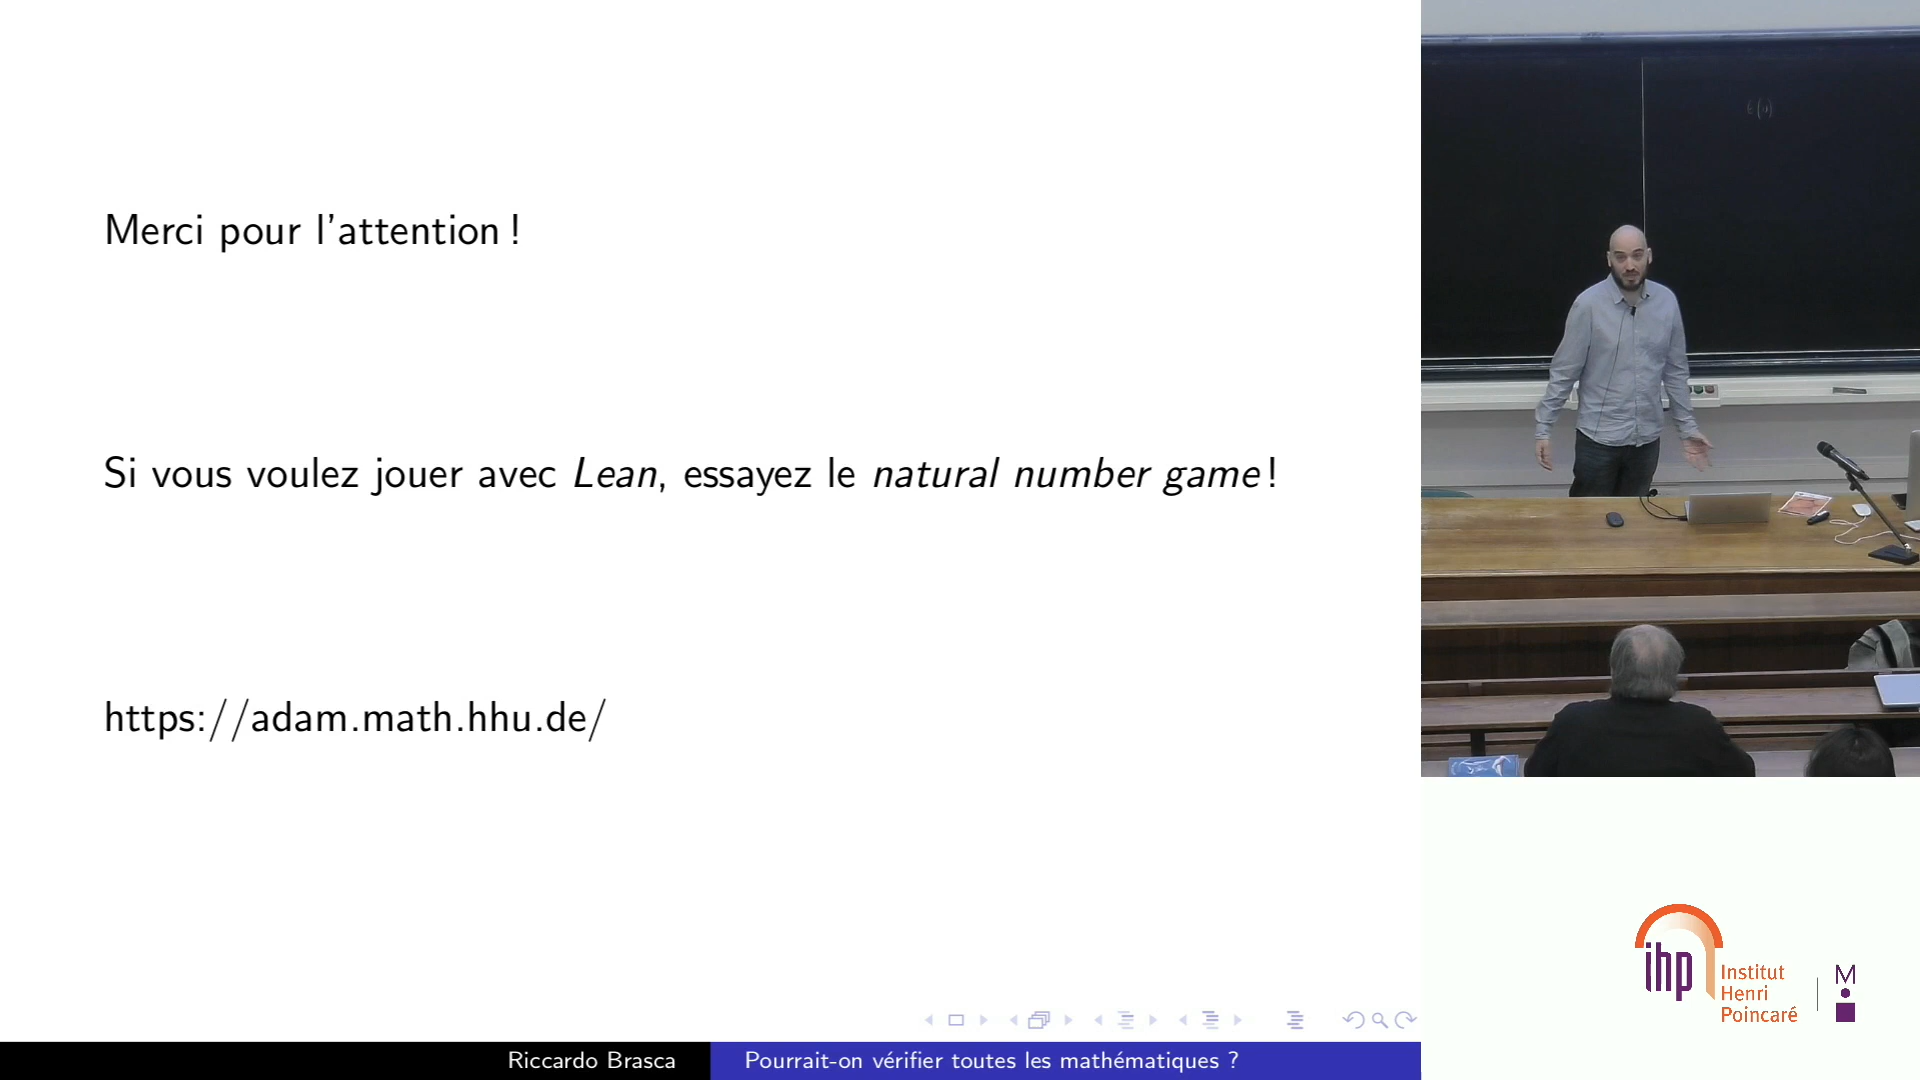 Merci pour l'attention !
Si vous voulez jouer avec Lean, essayez le natural number game !
https://adam.math.hhu.de/
Riccardo Brasca
Pourrait-on vérifier toutes les mathématiques ?
ihp
Institut
Henri
Poincaré
M